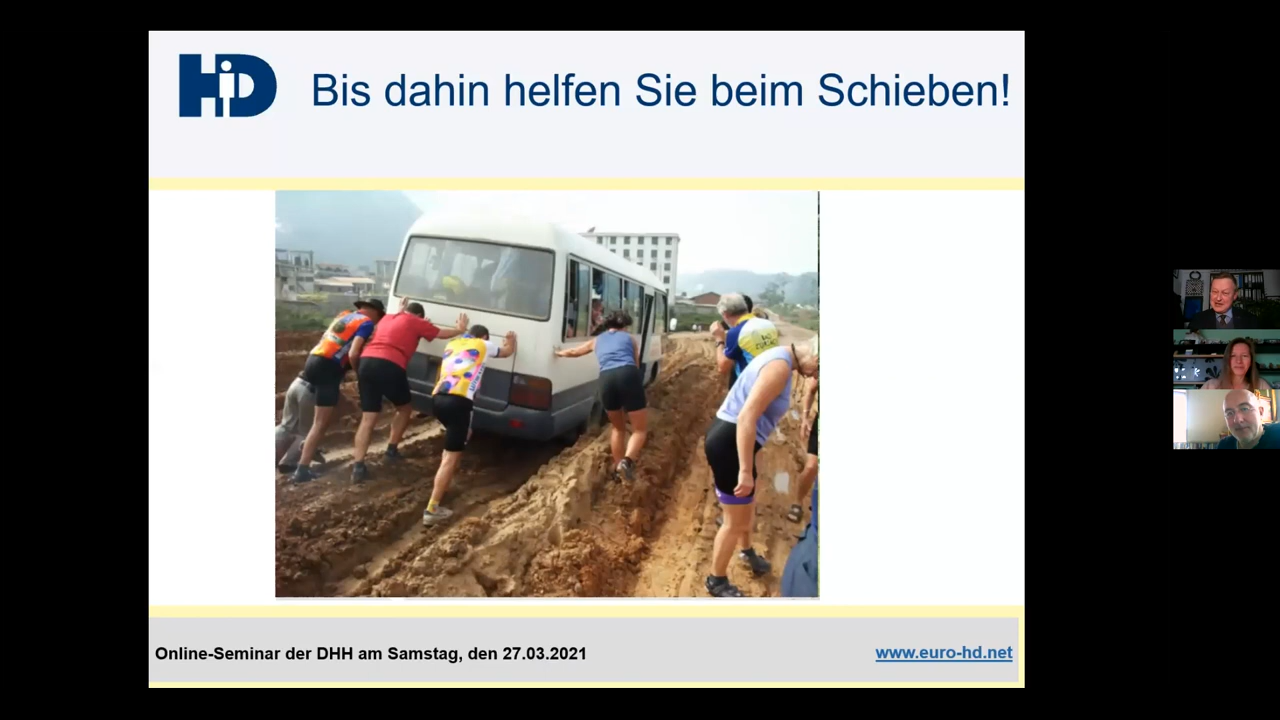 HD
Bis dahin helfen Sie beim Schieben!
Online-Seminar der DHH am Samstag, den 27.03.2021
www.euro-hd.net